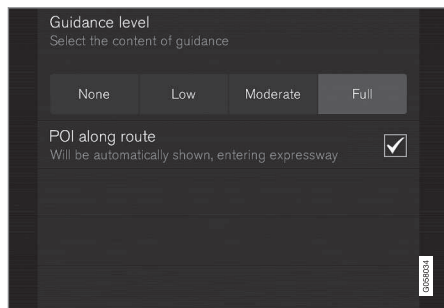 Guidance level
Select the content of guidance
None Low Moderate Full
POI along route
Will be automatically shown, entering expressway
G058034